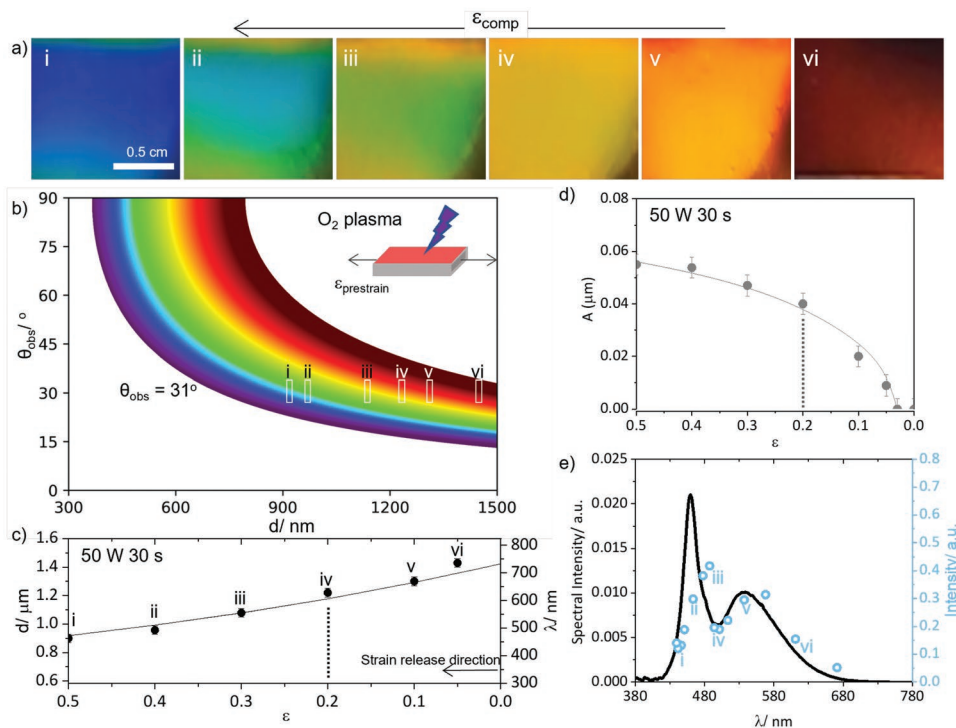 εcomp
a)
i
ii
iii
iv
v
vi
0.5 cm
b)
90
75
60
45
30
15
0
θobs/ °
O2 plasma
εprestrain
i
ii
iii
iv
v
vi
θobs = 31°
300
600
900
1200
1500
d/ nm
c)
50 W 30 s
1.6
1.4
1.2
1.0
0.8
0.6
d/ μm
i
ii
iii
iv
v
vi
800
700
600
500
400
300
λ/ nm
Strain release direction
0.5
0.4
0.3
0.2
0.1
0.0
ε
d)
50 W 30 s
0.08
0.06
0.04
0.02
0.00
A (μm)
0.5
0.4
0.3
0.2
0.1
0.0
ε
e)
0.025
0.020
0.015
0.010
0.005
0.000
Spectral Intensity/ a.u.
i
ii
iii
iv
v
vi
0.8
0.7
0.6
0.5
0.4
0.3
0.2
0.1
0.0
Intensity/ a.u.
380
480
580
680
780
λ/ nm